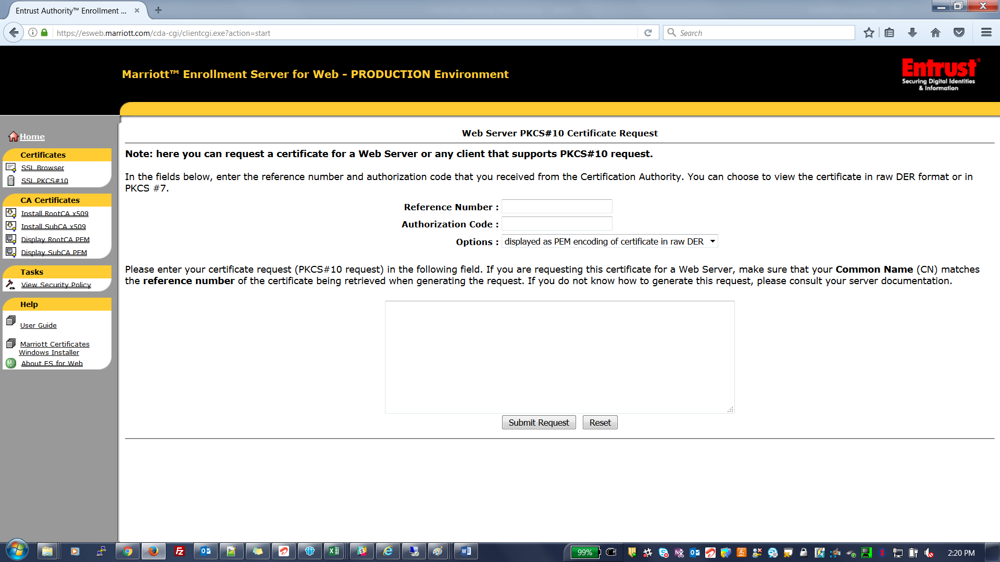 Entrust Authority™ Enrollment ...
https://esweb.marriott.com/cda-cgi/clientcgi.exe?action=start
Search
Marriott™ Enrollment Server for Web - PRODUCTION Environment
Entrust®
Securing Digital Identities
& Information
Home
Certificates
SSL Browser
SSL PKCS#10
CA Certificates
Install RootCA x509
Install SubCA x509
Display RootCA PEM
Display SubCA PEM
Tasks
View Security Policy
Help
User Guide
Marriott Certificates
Windows Installer
About ES for Web
Web Server PKCS#10 Certificate Request
Note: here you can request a certificate for a Web Server or any client that supports PKCS#10 request.
In the fields below, enter the reference number and authorization code that you received from the Certification Authority. You can choose to view the certificate in raw DER format or in
PKCS #7.
Reference Number :
Authorization Code :
Options : displayed as PEM encoding of certificate in raw DER
Please enter your certificate request (PKCS#10 request) in the following field. If you are requesting this certificate for a Web Server, make sure that your Common Name (CN) matches
the reference number of the certificate being retrieved when generating the request. If you do not know how to generate this request, please consult your server documentation.
Submit Request Reset
99%
2:20 PM